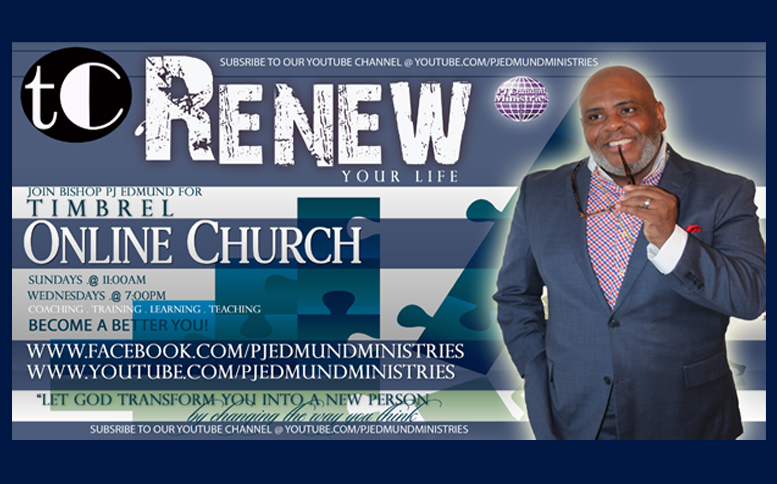 tC
SUBSRIBE TO OUR YOUTUBE CHANNEL @ YOUTUBE.COM/PJEDMUNDMINISTRIES
RENEW
PJ Edmund
Ministries
YOUR LIFE
JOIN BISHOP PJ EDMUND FOR
TIMBREL
ONLINE CHURCH
SUNDAYS .@ 11:00AM
WEDNESDAYS .@ 7:00PM
COACHING . TRAINING . LEARNING . TEACHING
BECOME A BETTER YOU!
WWW.FACEBOOK.COM/PJEDMUNDMINISTRIES
WWW.YOUTUBE.COM/PJEDMUNDMINISTRIES
"LET GOD TRANSFORM YOU INTO A NEW PERSON
by changing the way you think
SUBSRIBE TO OUR YOUTUBE CHANNEL @ YOUTUBE.COM/PJEDMUNDMINISTRIES